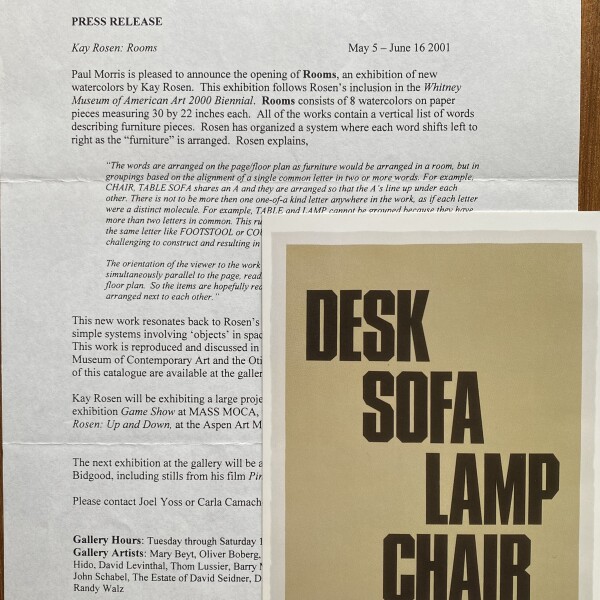 PRESS RELEASE
Kay Rosen: Rooms May 5 – June 16 2001
Paul Morris is pleased to announce the opening of Rooms, an exhibition of new
watercolors by Kay Rosen. This exhibition follows Rosen's inclusion in the Whitney
Museum of American Art 2000 Biennial. Rooms consists of 8 watercolors on paper
pieces measuring 30 by 22 inches each. All of the works contain a vertical list of words
describing furniture pieces. Rosen has organized a system where each word shifts left to
right as the "furniture" is arranged. Rosen explains,
"The words are arranged on the page/floor plan as furniture would be arranged in a room, but in
groupings based on the alignment of a single common letter in two or more words. For example,
CHAIR, TABLE SOFA shares an A and they are arranged so that the A's line up under each
other. There is not to be more then one one-of-a kind letter anywhere in the work, as if each letter
were a distinct molecule. For example, TABLE and LAMP cannot be grouped because they have
more than two letters in common. This ru
the same letter like FOOTSTOOL or COU
challenging to construct and resulting in
The orientation of the viewer to the work
simultaneously parallel to the page, read
floor plan. So the items are hopefully rea
arranged next to each other."
This new work resonates back to Rosen's
simple systems involving 'objects' in spac
This work is reproduced and discussed in
Museum of Contemporary Art and the Oti
of this catalogue are available at the galler
Kay Rosen will be exhibiting a large proje
exhibition Game Show at MASS MOCA,
Rosen: Up and Down, at the Aspen Art M
The next exhibition at the gallery will be a
Bidgood, including stills from his film Pin
Please contact Joel Yoss or Carla Camach
Gallery Hours: Tuesday through Saturday 1
Gallery Artists: Mary Beyt, Oliver Boberg,
Hido, David Levinthal, Thom Lussier, Barry M
John Schabel, The Estate of David Seidner, D
Randy Walz
DESK
SOFA
LAMP
CHAIR